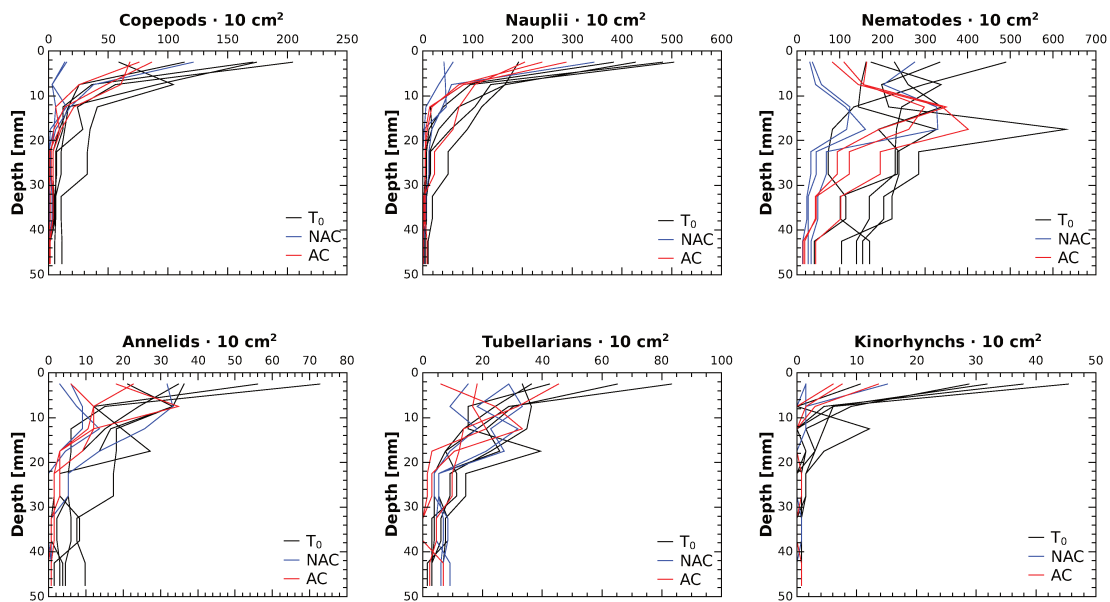 Copepods · 10 cm²
0 50 100 150 200 250
0
10
20
30
40
50
Depth [mm]
T₀
NAC
AC
Nauplii · 10 cm²
0 100 200 300 400 500 600
0
10
20
30
40
50
Depth [mm]
T₀
NAC
AC
Nematodes · 10 cm²
0 100 200 300 400 500 600 700
0
10
20
30
40
50
Depth [mm]
T₀
NAC
AC
Annelids · 10 cm²
0 10 20 30 40 50 60 70 80
0
10
20
30
40
50
Depth [mm]
T₀
NAC
AC
Tubellarians · 10 cm²
0 20 40 60 80 100
0
10
20
30
40
50
Depth [mm]
T₀
NAC
AC
Kinorhynchs · 10 cm²
0 10 20 30 40 50
0
10
20
30
40
50
Depth [mm]
T₀
NAC
AC